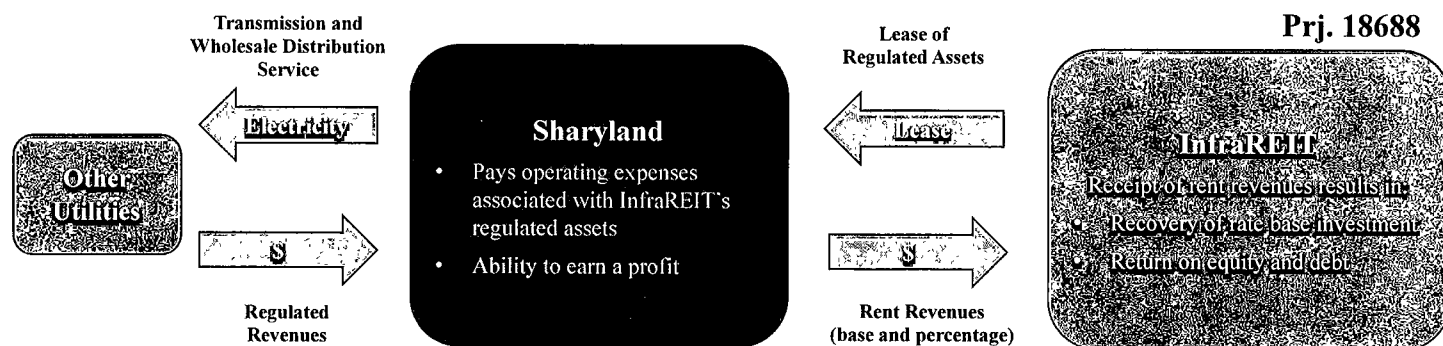 Prj. 18688
Transmission and
Wholesale Distribution
Service
Electricity
Other
Utilities
$
Regulated
Revenues
Sharyland
• Pays operating expenses
associated with InfraREIT's
regulated assets
• Ability to earn a profit
Lease of
Regulated Assets
Lease
$
Rent Revenues
(base and percentage)
InfraREIT
Receipt of rent revenues results in:
• Recovery of rate base investment
• Return on equity and debt